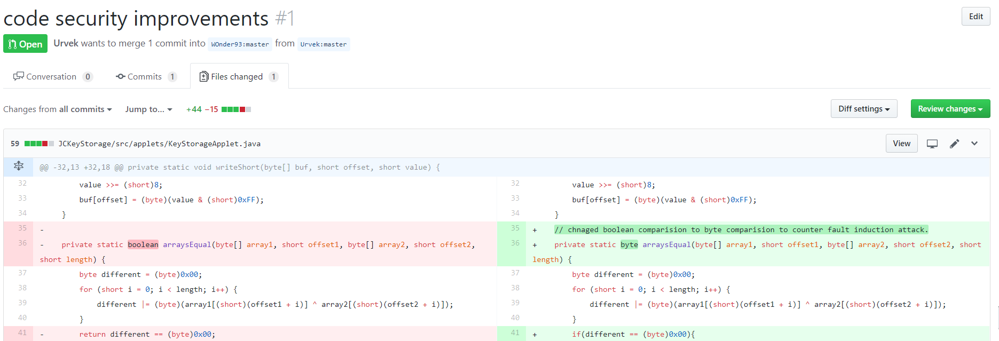 code security improvements #1
Edit
Open Urvek wants to merge 1 commit into WOnder93:master from Urvek:master
Conversation 0 Commits 1 Files changed 1
Changes from all commits Jump to... +44 −15
Diff settings Review changes
59 JCKeyStorage/src/applets/KeyStorageApplet.java View
@@ -32,13 +32,18 @@ private static void writeShort(byte[] buf, short offset, short value) {
32 value >>= (short)8;
33 buf[offset] = (byte)(value & (short)0xFF);
34 }
35 -
36 - private static boolean arraysEqual(byte[] array1, short offset1, byte[] array2, short offset2,
short length) {
37 byte different = (byte)0x00;
38 for (short i = 0; i < length; i++) {
39 different |= (byte)(array1[(short)(offset1 + i)] ^ array2[(short)(offset2 + i)]);
40 }
41 - return different == (byte)0x00;
32 value >>= (short)8;
33 buf[offset] = (byte)(value & (short)0xFF);
34 }
35 + // chnaged boolean comparision to byte comparision to counter fault induction attack.
36 + private static byte arraysEqual(byte[] array1, short offset1, byte[] array2, short offset2, short
length) {
37 byte different = (byte)0x00;
38 for (short i = 0; i < length; i++) {
39 different |= (byte)(array1[(short)(offset1 + i)] ^ array2[(short)(offset2 + i)]);
40 }
41 + if(different == (byte)0x00){